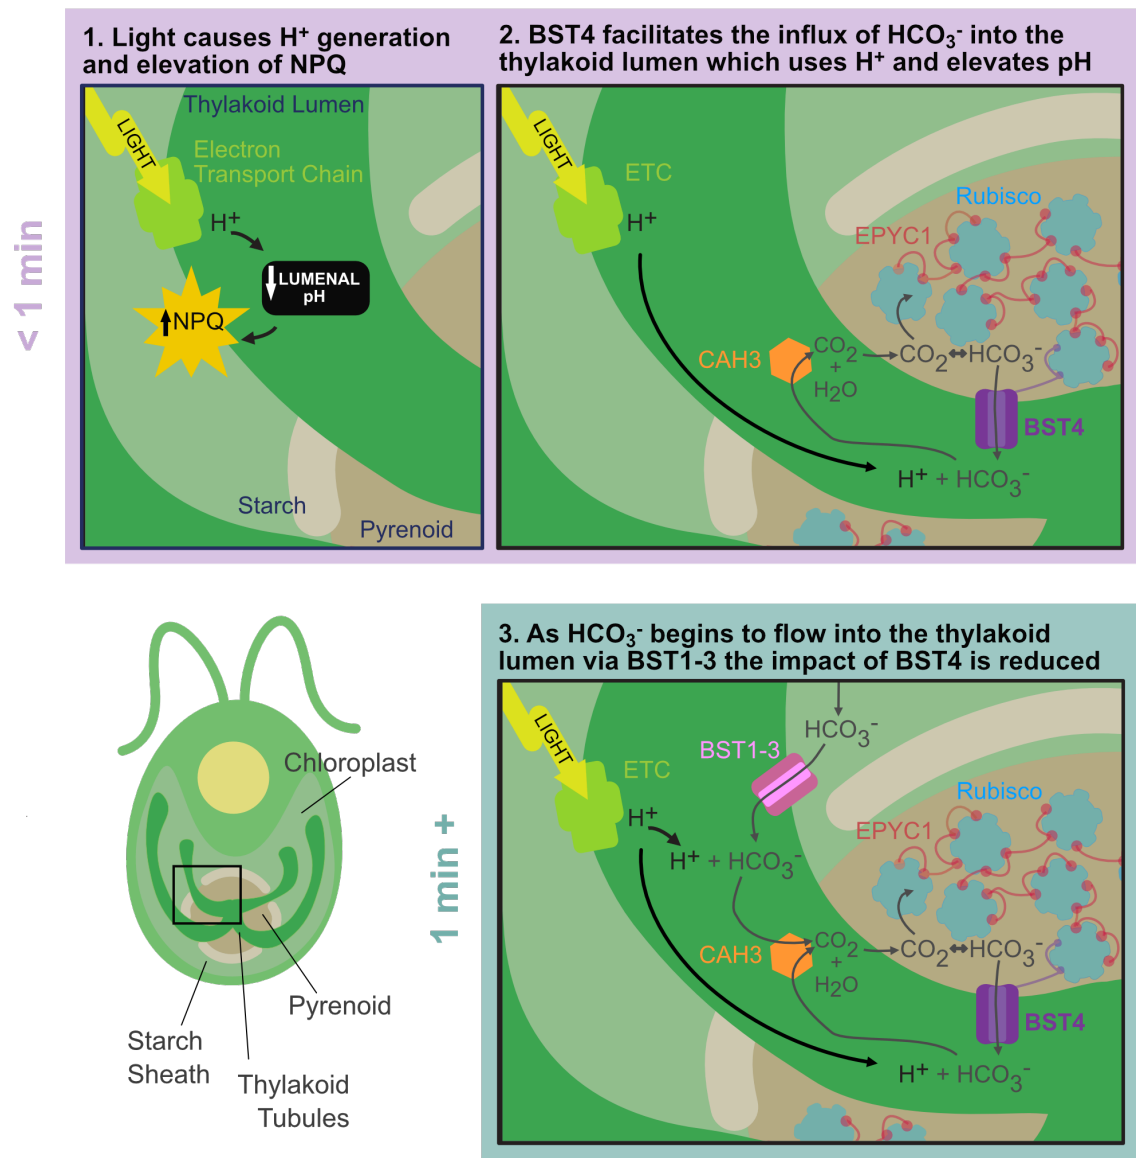 1. Light causes H⁺ generation
and elevation of NPQ
Thylakoid Lumen
LIGHT
Electron
Transport Chain
H⁺
LUMENAL
pH
NPQ
Starch
Pyrenoid
< 1 min
2. BST4 facilitates the influx of HCO₃⁻ into the
thylakoid lumen which uses H⁺ and elevates pH
LIGHT
ETC
H⁺
Rubisco
EPYC1
CAH3
CO₂
+
H₂O
CO₂
HCO₃⁻
BST4
H⁺ + HCO₃⁻
Chloroplast
Pyrenoid
Starch
Sheath
Thylakoid
Tubules
1 min +
3. As HCO₃⁻ begins to flow into the thylakoid
lumen via BST1-3 the impact of BST4 is reduced
LIGHT
HCO₃⁻
BST1-3
ETC
H⁺
H⁺ + HCO₃⁻
Rubisco
EPYC1
CAH3
CO₂
+
H₂O
CO₂
HCO₃⁻
BST4
H⁺ + HCO₃⁻